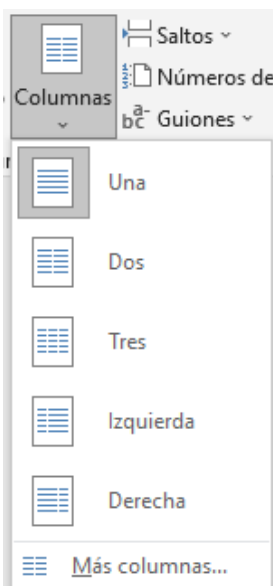 Saltos
Números de
Columnas
Guiones
Una
Dos
Tres
Izquierda
Derecha
Más columnas...